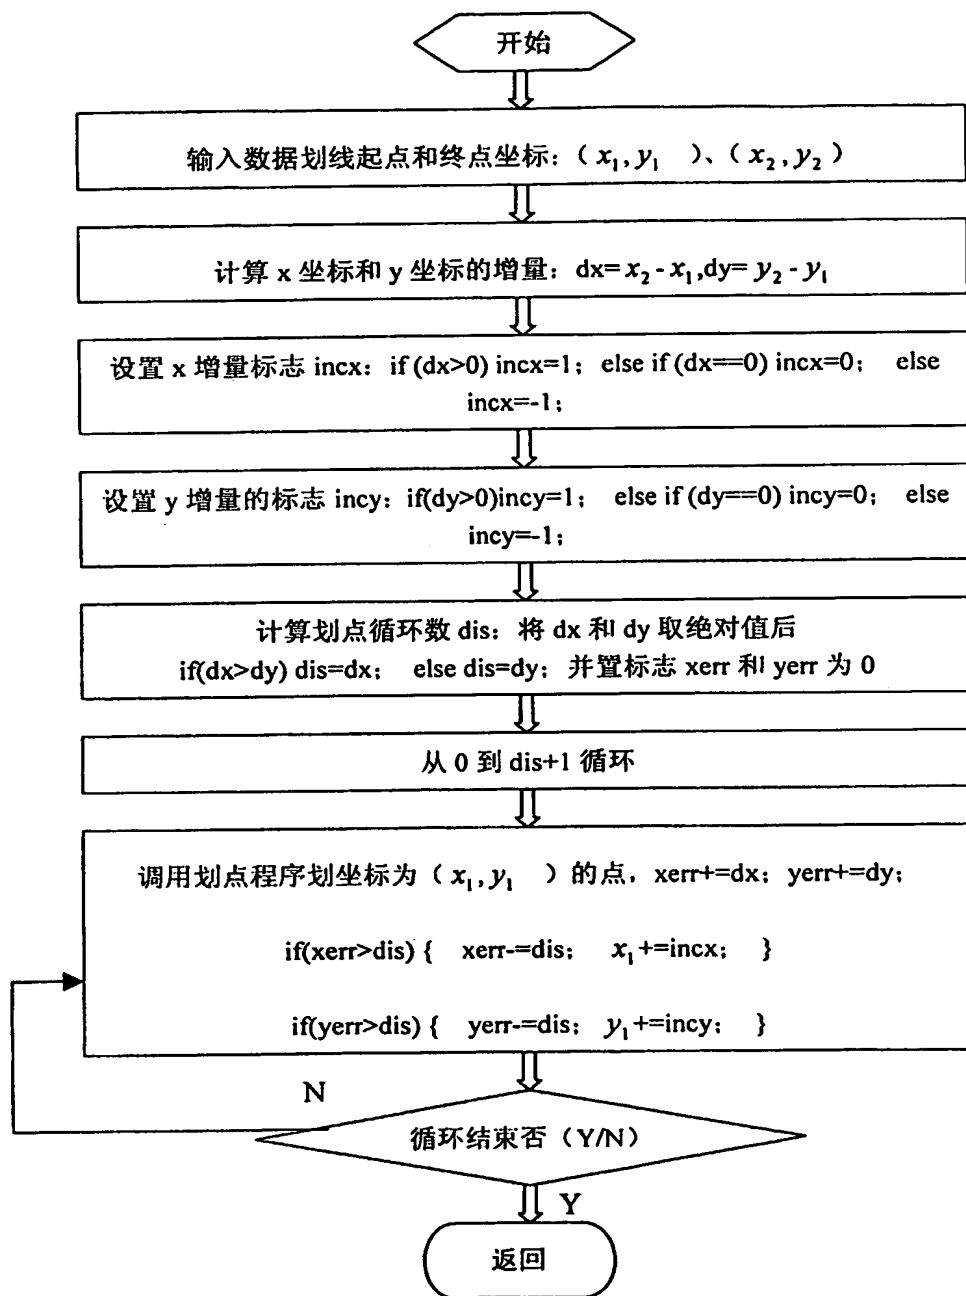 开始
输入数据划线起点和终点坐标:(x₁,y₁)、(x₂,y₂)
计算 x 坐标和 y 坐标的增量:dx=x₂-x₁,dy=y₂-y₁
设置 x 增量标志 incx:if (dx>0) incx=1; else if (dx==0) incx=0; else
incx=-1;
设置 y 增量的标志 incy:if(dy>0)incy=1; else if (dy==0) incy=0; else
incy=-1;
计算划点循环数 dis:将 dx 和 dy 取绝对值后
if(dx>dy) dis=dx; else dis=dy;并置标志 xerr 和 yerr 为 0
从 0 到 dis+1 循环
调用划点程序划坐标为(x₁,y₁)的点,xerr+=dx;yerr+=dy;
if(xerr>dis) { xerr-=dis; x₁+=incx; }
if(yerr>dis) { yerr-=dis; y₁+=incy; }
N
循环结束否(Y/N)
Y
返回